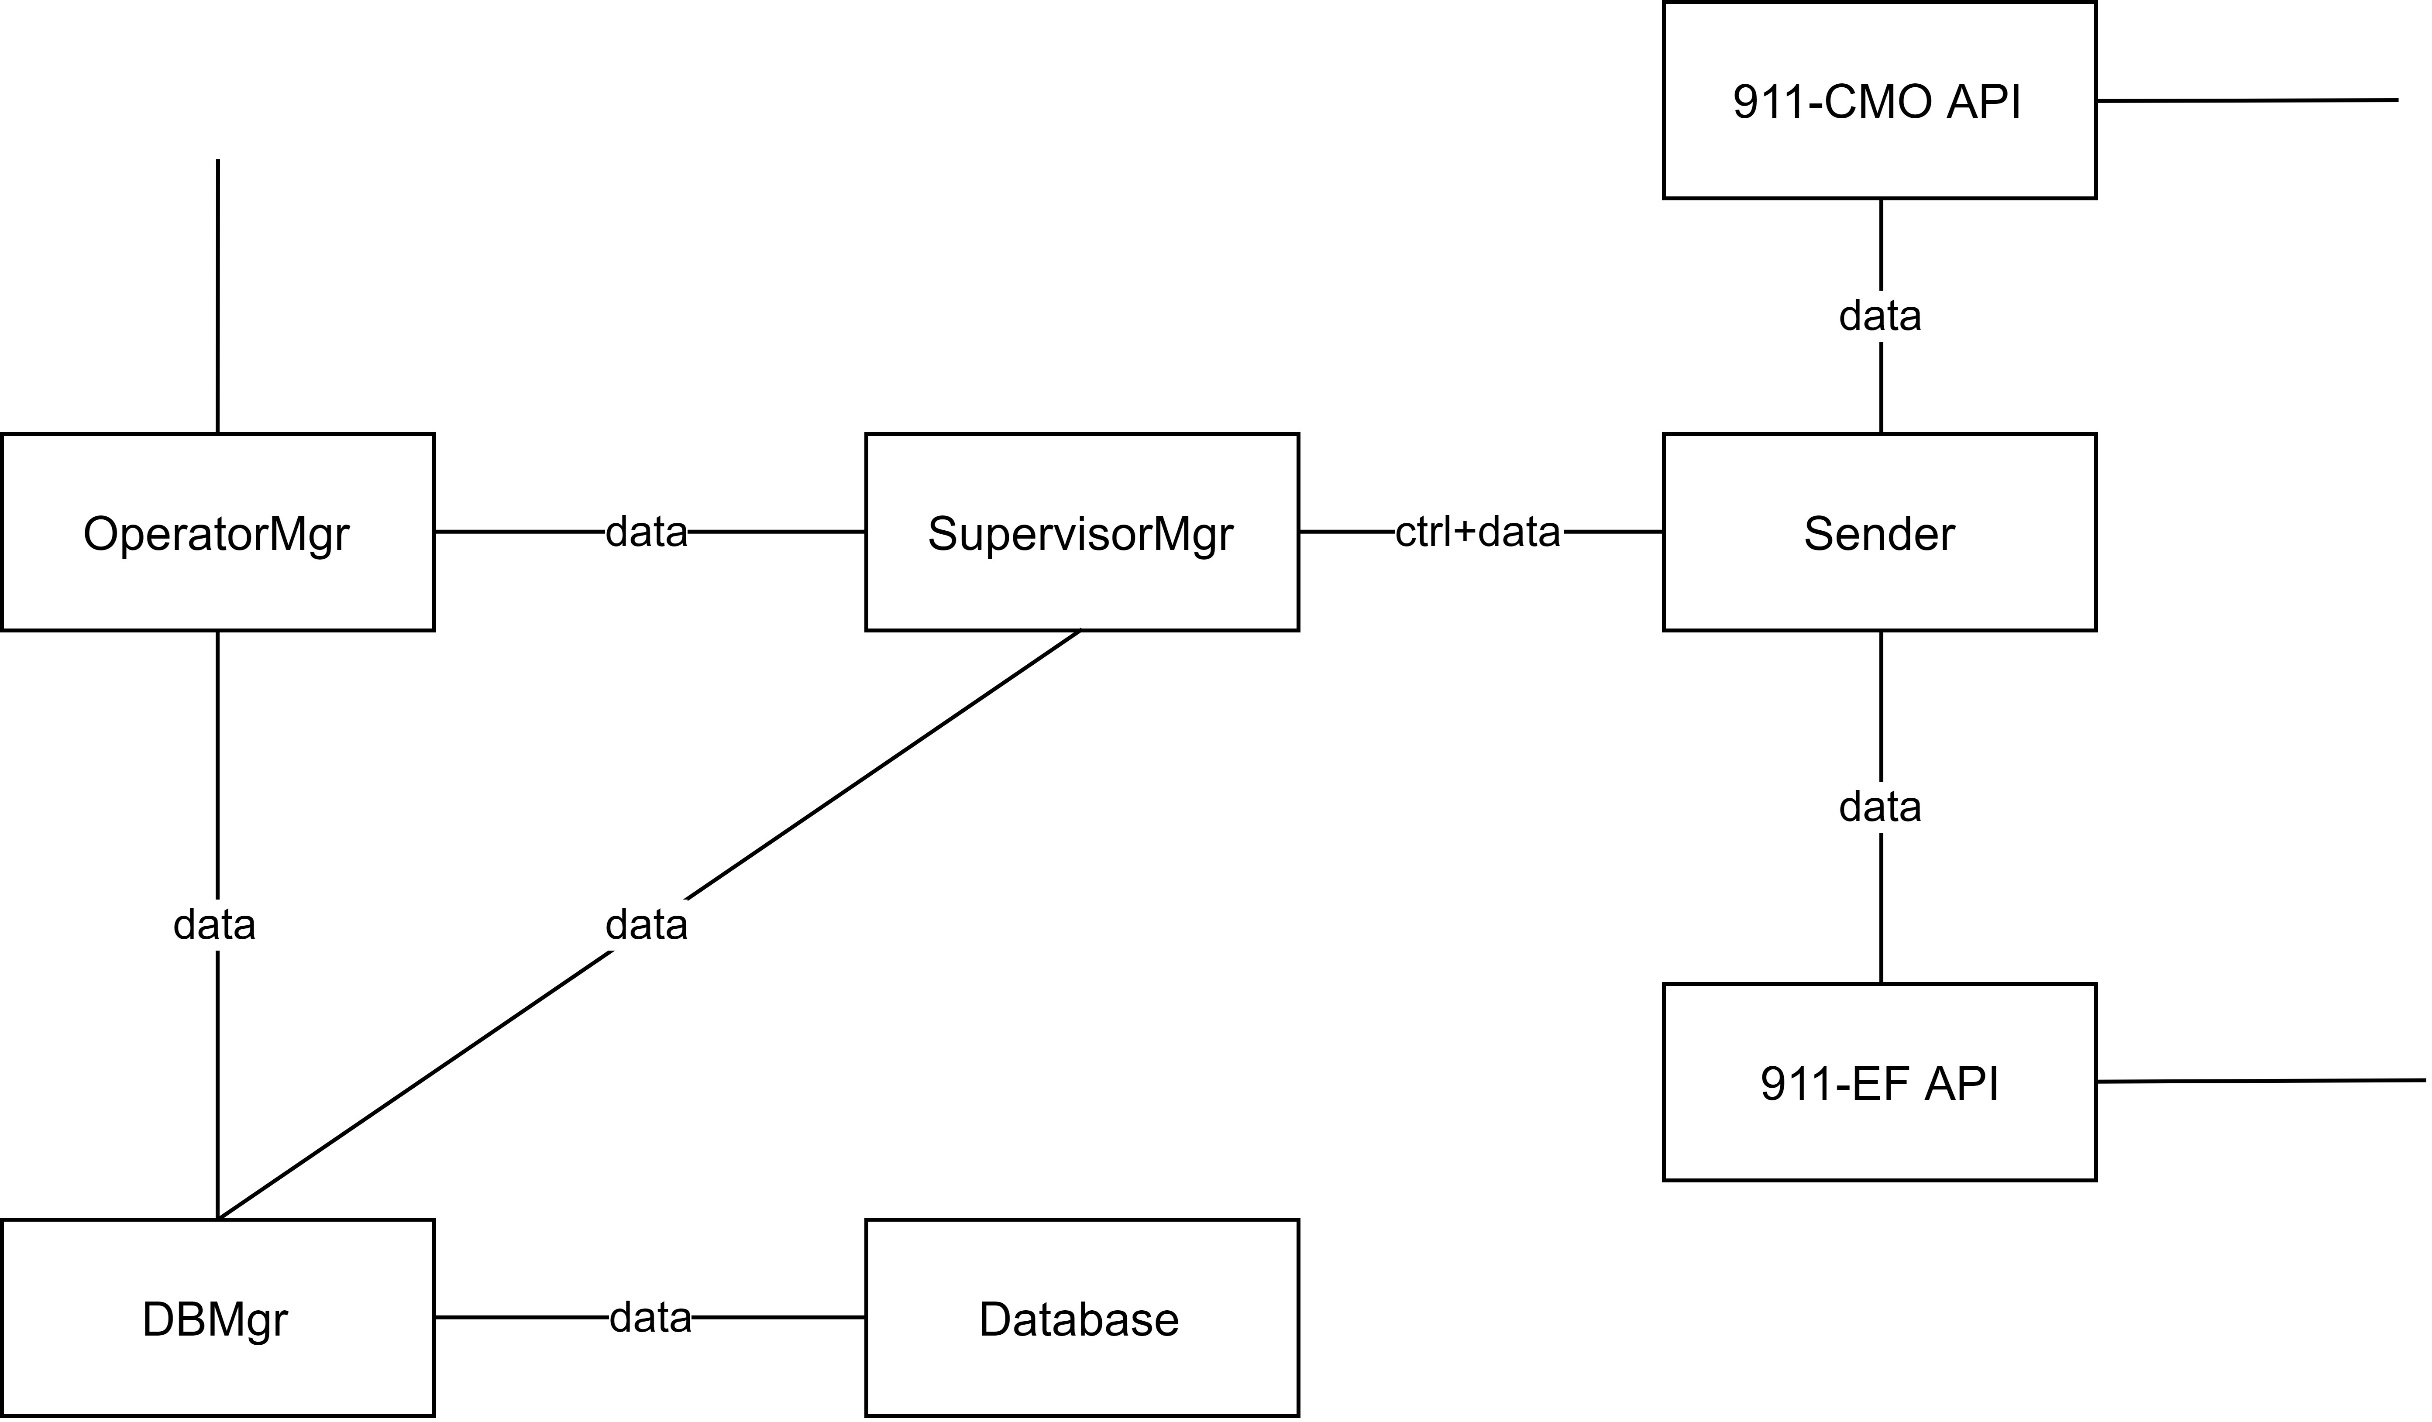 911-CMO API
data
OperatorMgr
data
SupervisorMgr
ctrl+data
Sender
data
data
data
911-EF API
DBMgr
data
Database